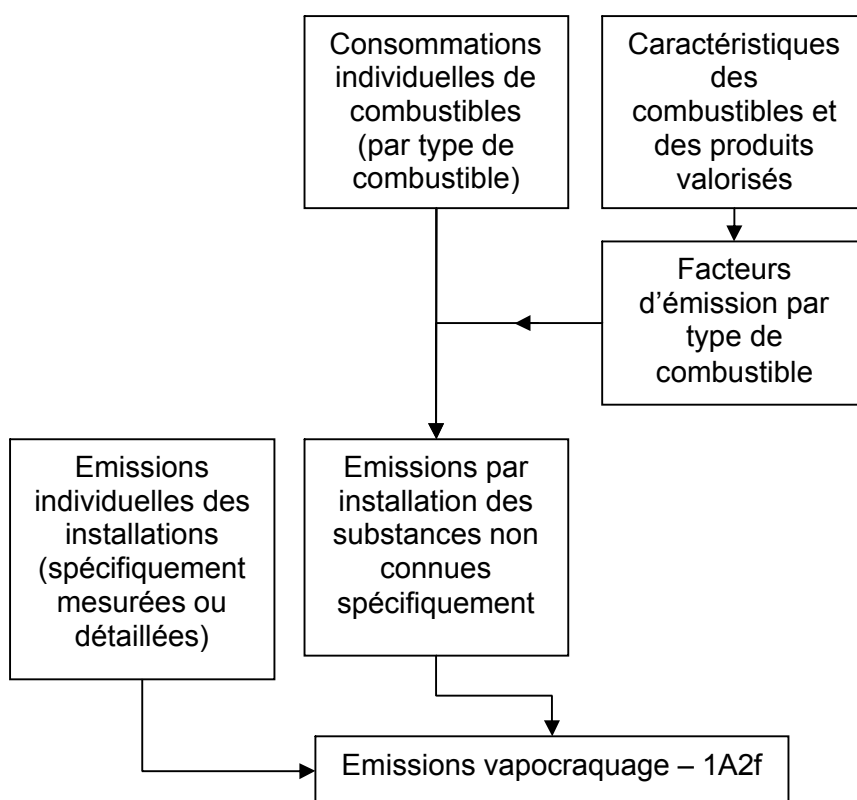 Consommations
individuelles de
combustibles
(par type de
combustible)
Caractéristiques
des
combustibles et
des produits
valorisés
Facteurs
d’émission par
type de
combustible
Emissions
individuelles des
installations
(spécifiquement
mesurées ou
détaillées)
Emissions par
installation des
substances non
connues
spécifiquement
Emissions vapocraquage – 1A2f